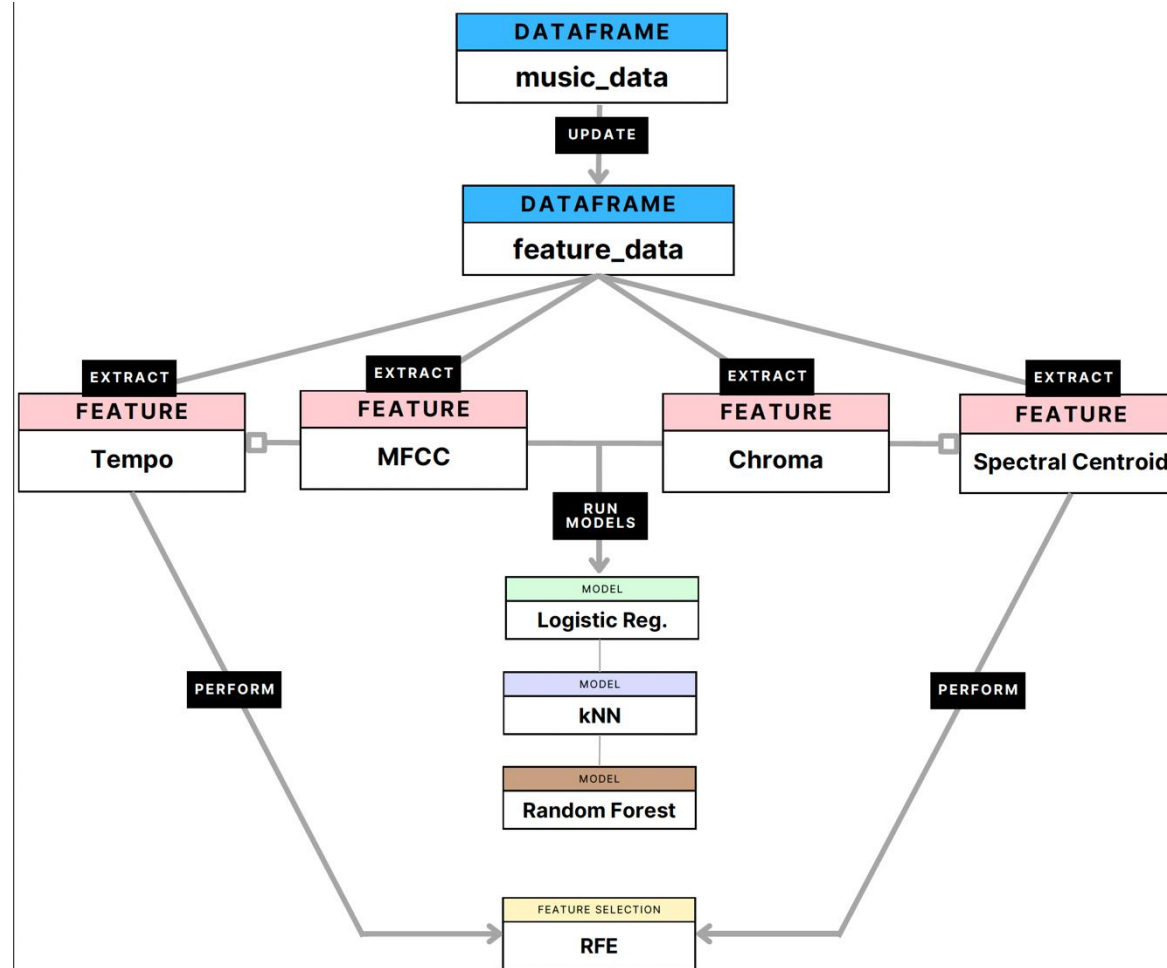 DATAFRAME
music_data
UPDATE
DATAFRAME
feature_data
EXTRACT
EXTRACT
EXTRACT
EXTRACT
FEATURE
Tempo
FEATURE
MFCC
FEATURE
Chroma
FEATURE
Spectral Centroid
RUN
MODELS
MODEL
Logistic Reg.
PERFORM
MODEL
kNN
PERFORM
MODEL
Random Forest
FEATURE SELECTION
RFE